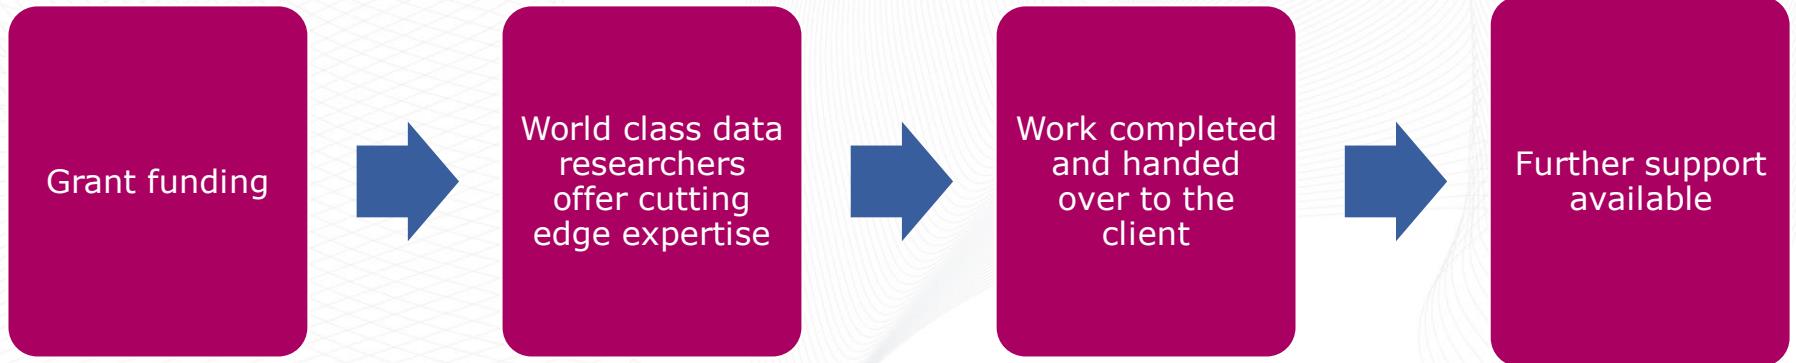 Grant funding
World class data
researchers
offer cutting
edge expertise
Work completed
and handed
over to the
client
Further support
available